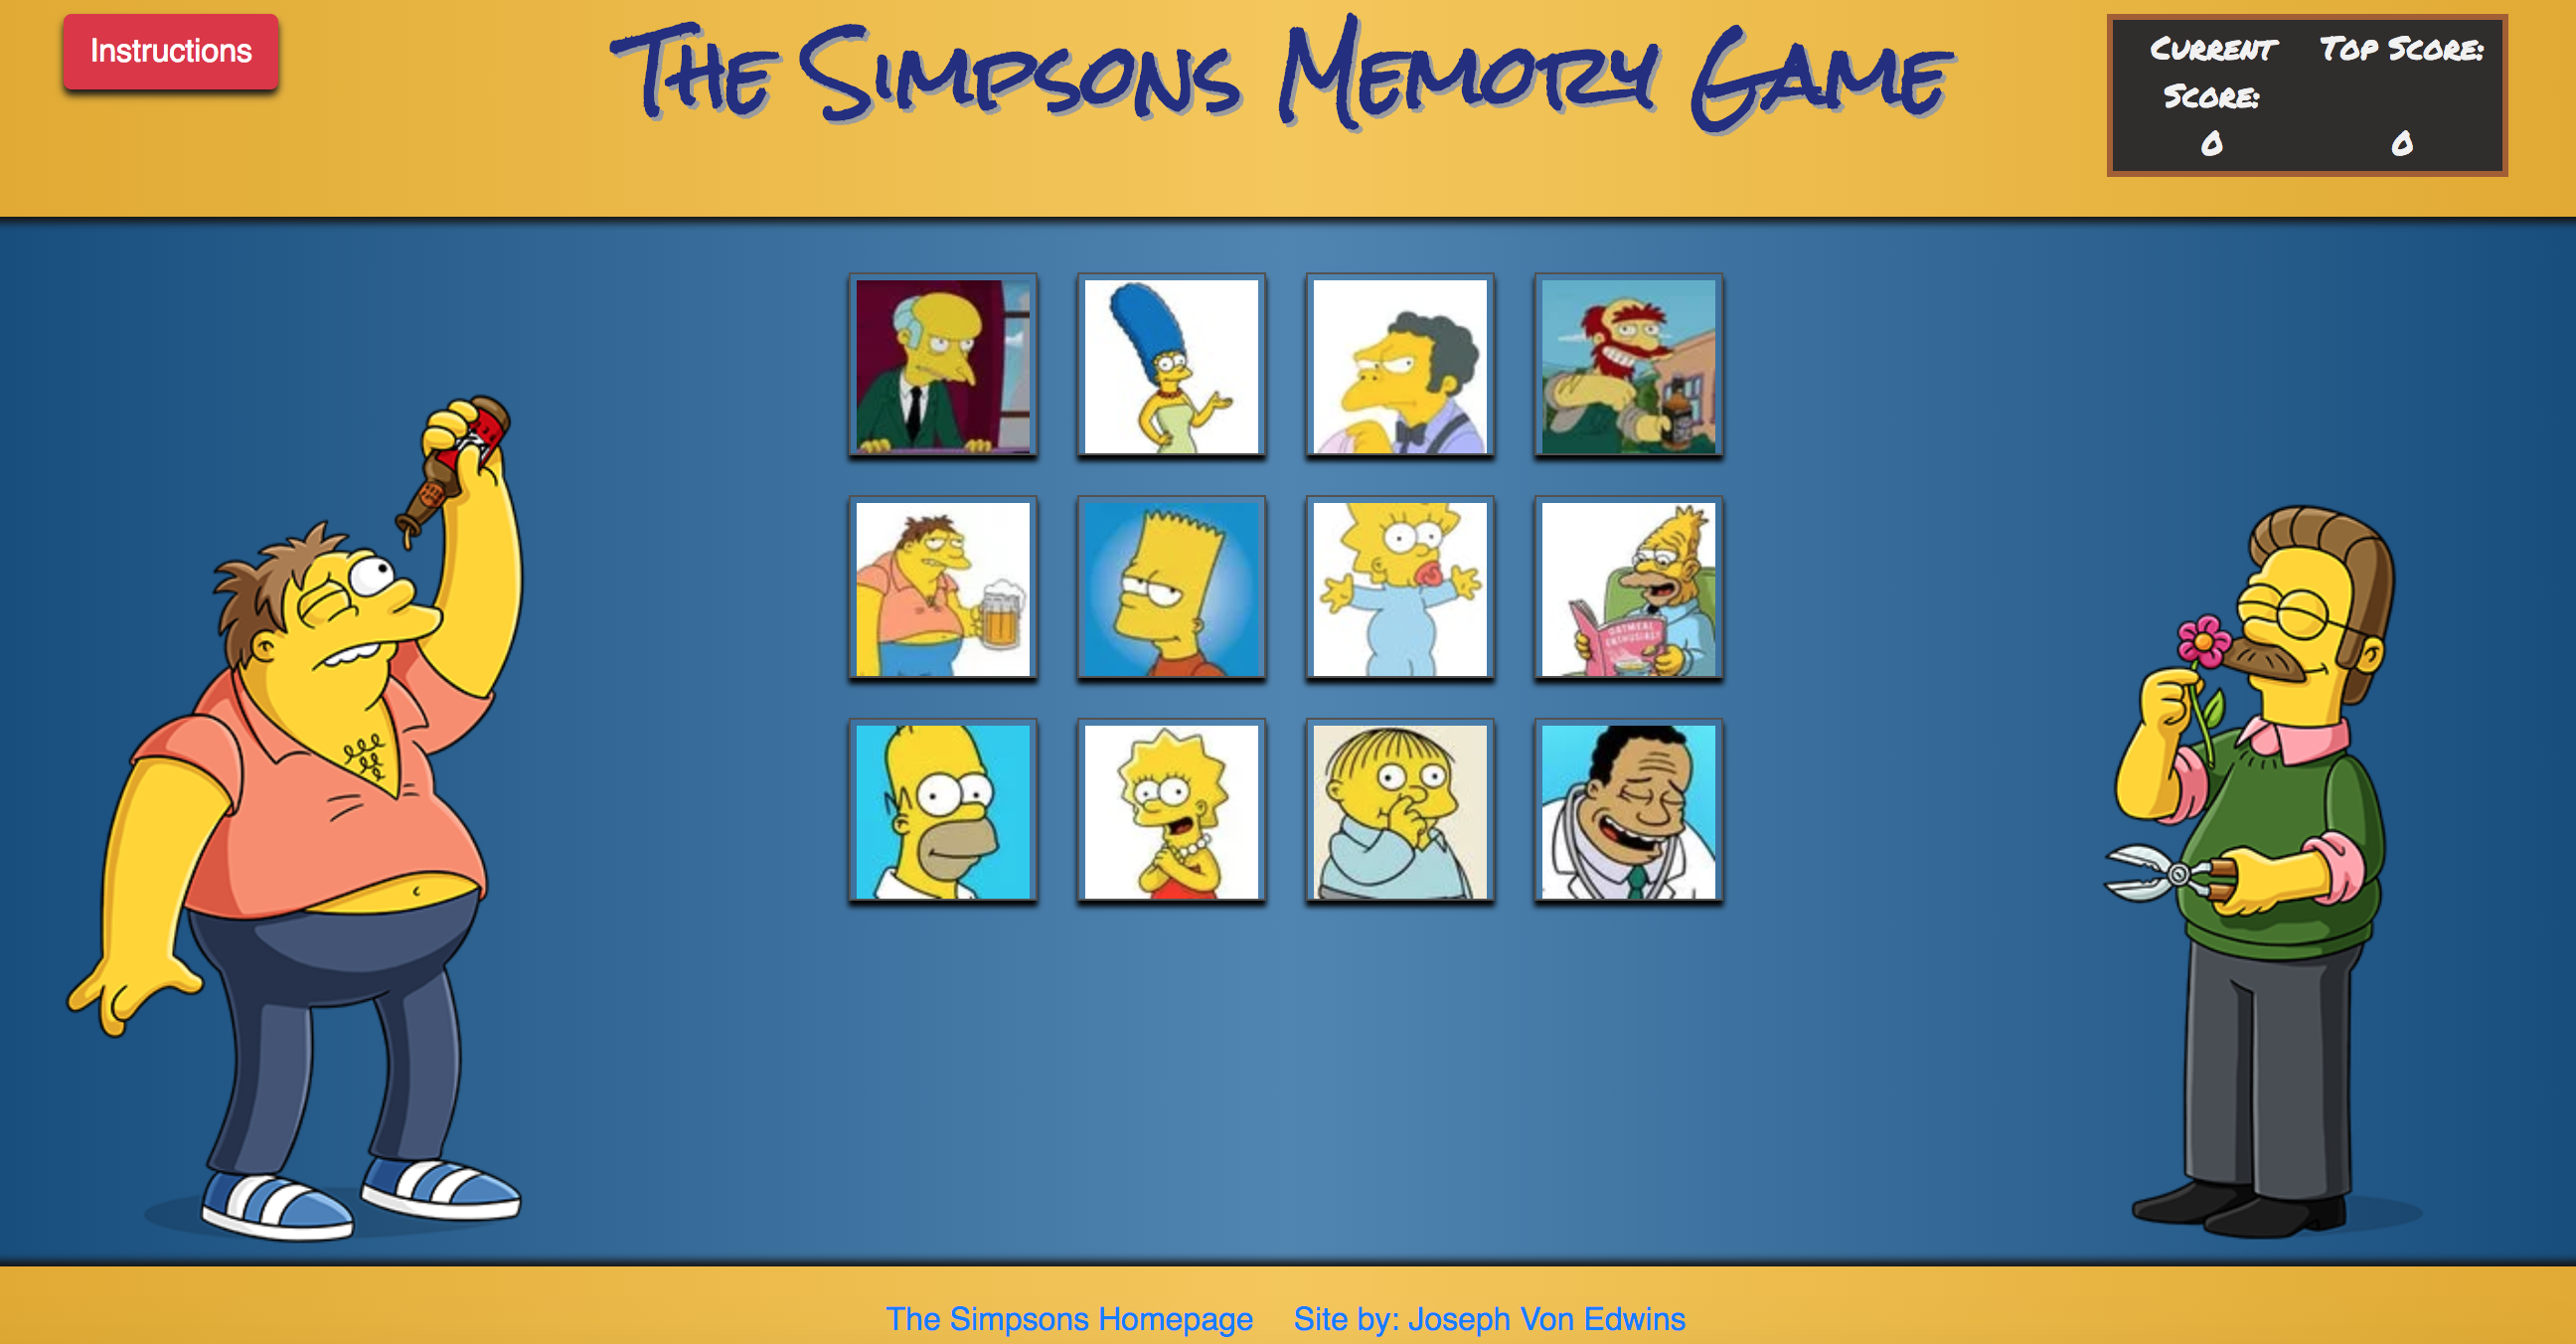 Instructions
The Simpsons Memory Game
Current
Score:
0
Top Score:
0
OATMEAL
ENTHUSIAST
The Simpsons Homepage
Site by: Joseph Von Edwins